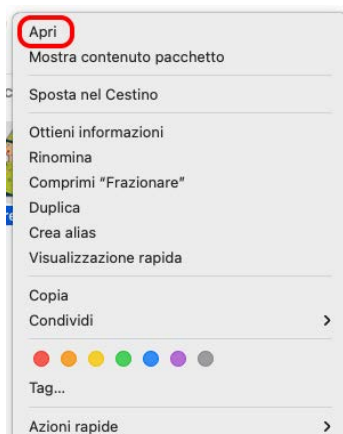 Apri
Mostra contenuto pacchetto
Sposta nel Cestino
Ottieni informazioni
Rinomina
Comprimi “Frazionare”
Duplica
Crea alias
Visualizzazione rapida
Copia
Condividi
Tag...
Azioni rapide